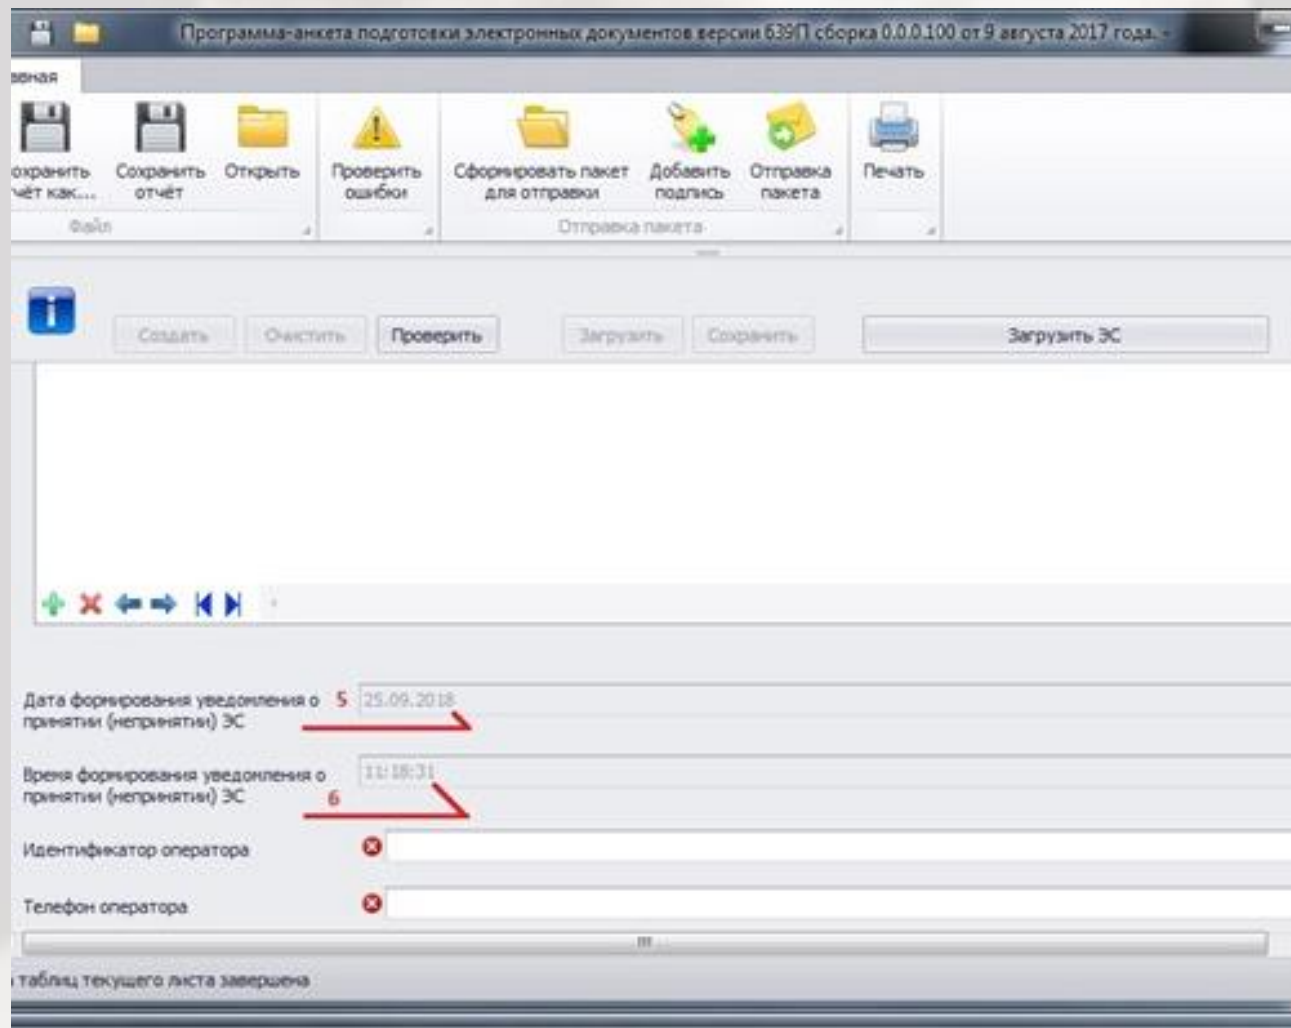 Программа-анкета подготовки электронных документов версии 639П сборка 0.0.0.100 от 9 августа 2017 года.
авная
охранить
чёт как...
Сохранить
отчёт
Открыть
Проверить
ошибки
Сформировать пакет
для отправки
Добавить
подпись
Отправка
пакета
Печать
Файл
Отправка пакета
Создать
Очистить
Проверить
Загрузить
Сохранить
Загрузить ЭС
Дата формирования уведомления о
принятии (непринятии) ЭС
5
25.09.2018
Время формирования уведомления о
принятии (непринятии) ЭС
6
11:18:31
Идентификатор оператора
Телефон оператора
таблиц текущего листа завершена